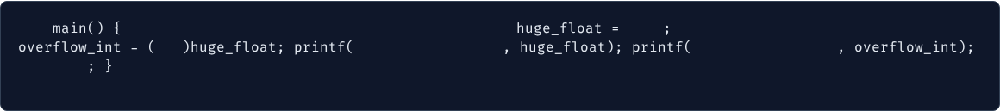 main() { huge_float = ;
overflow_int = ( )huge_float; printf( , huge_float); printf( , overflow_int);
; }